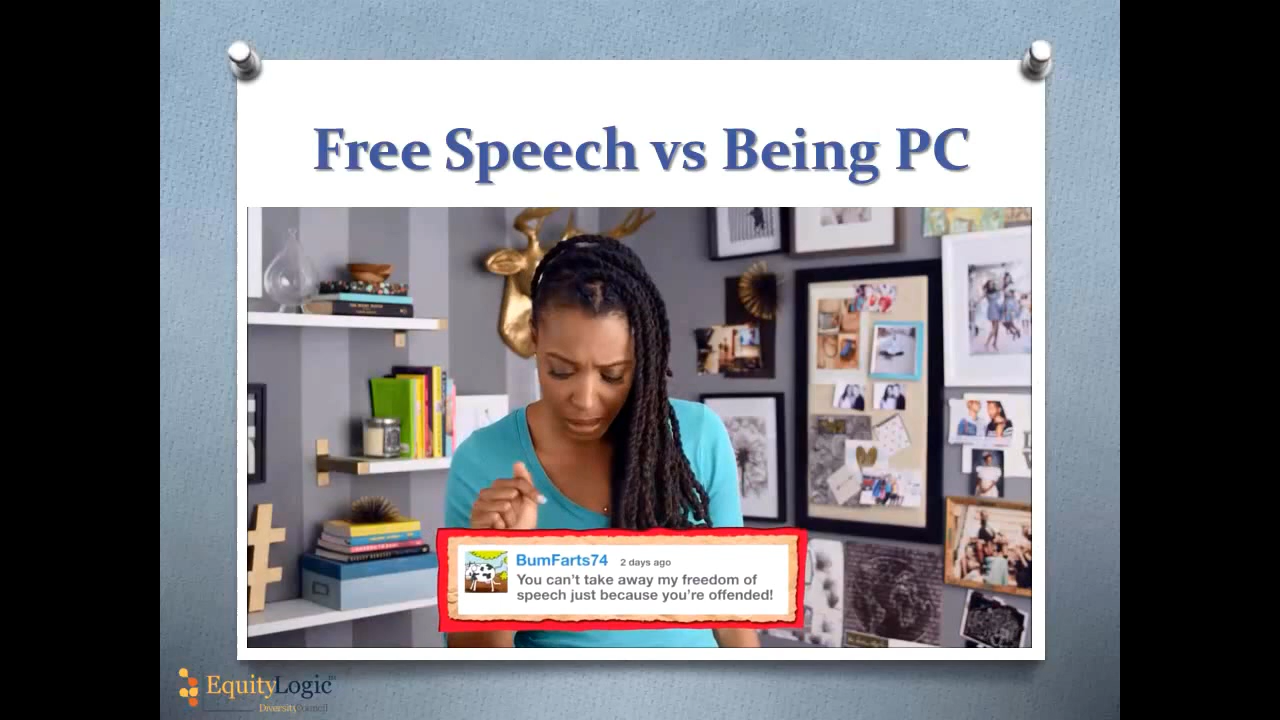 Free Speech vs Being PC
BumFarts74 2 days ago
You can't take away my freedom of
speech just because you're offended!
EquityLogic
DiversityCouncil